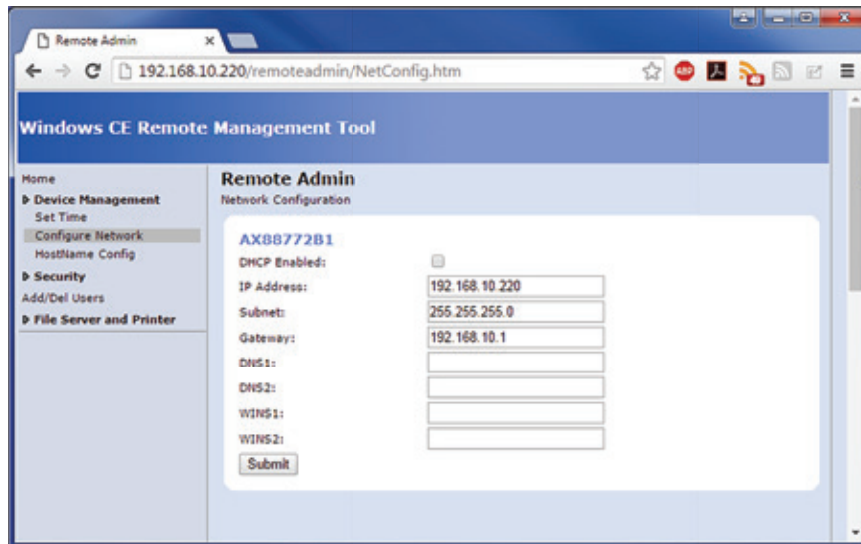 Remote Admin
192.168.10.220/remoteadmin/NetConfig.htm
ABP
Windows CE Remote Management Tool
Home
Device Management
Set Time
Configure Network
HostName Config
Security
Add/Del Users
File Server and Printer
Remote Admin
Network Configuration
AX88772B1
DHCP Enabled:
IP Address: 192.168.10.220
Subnet: 255.255.255.0
Gateway: 192.168.10.1
DNS1:
DNS2:
WINS1:
WINS2:
Submit